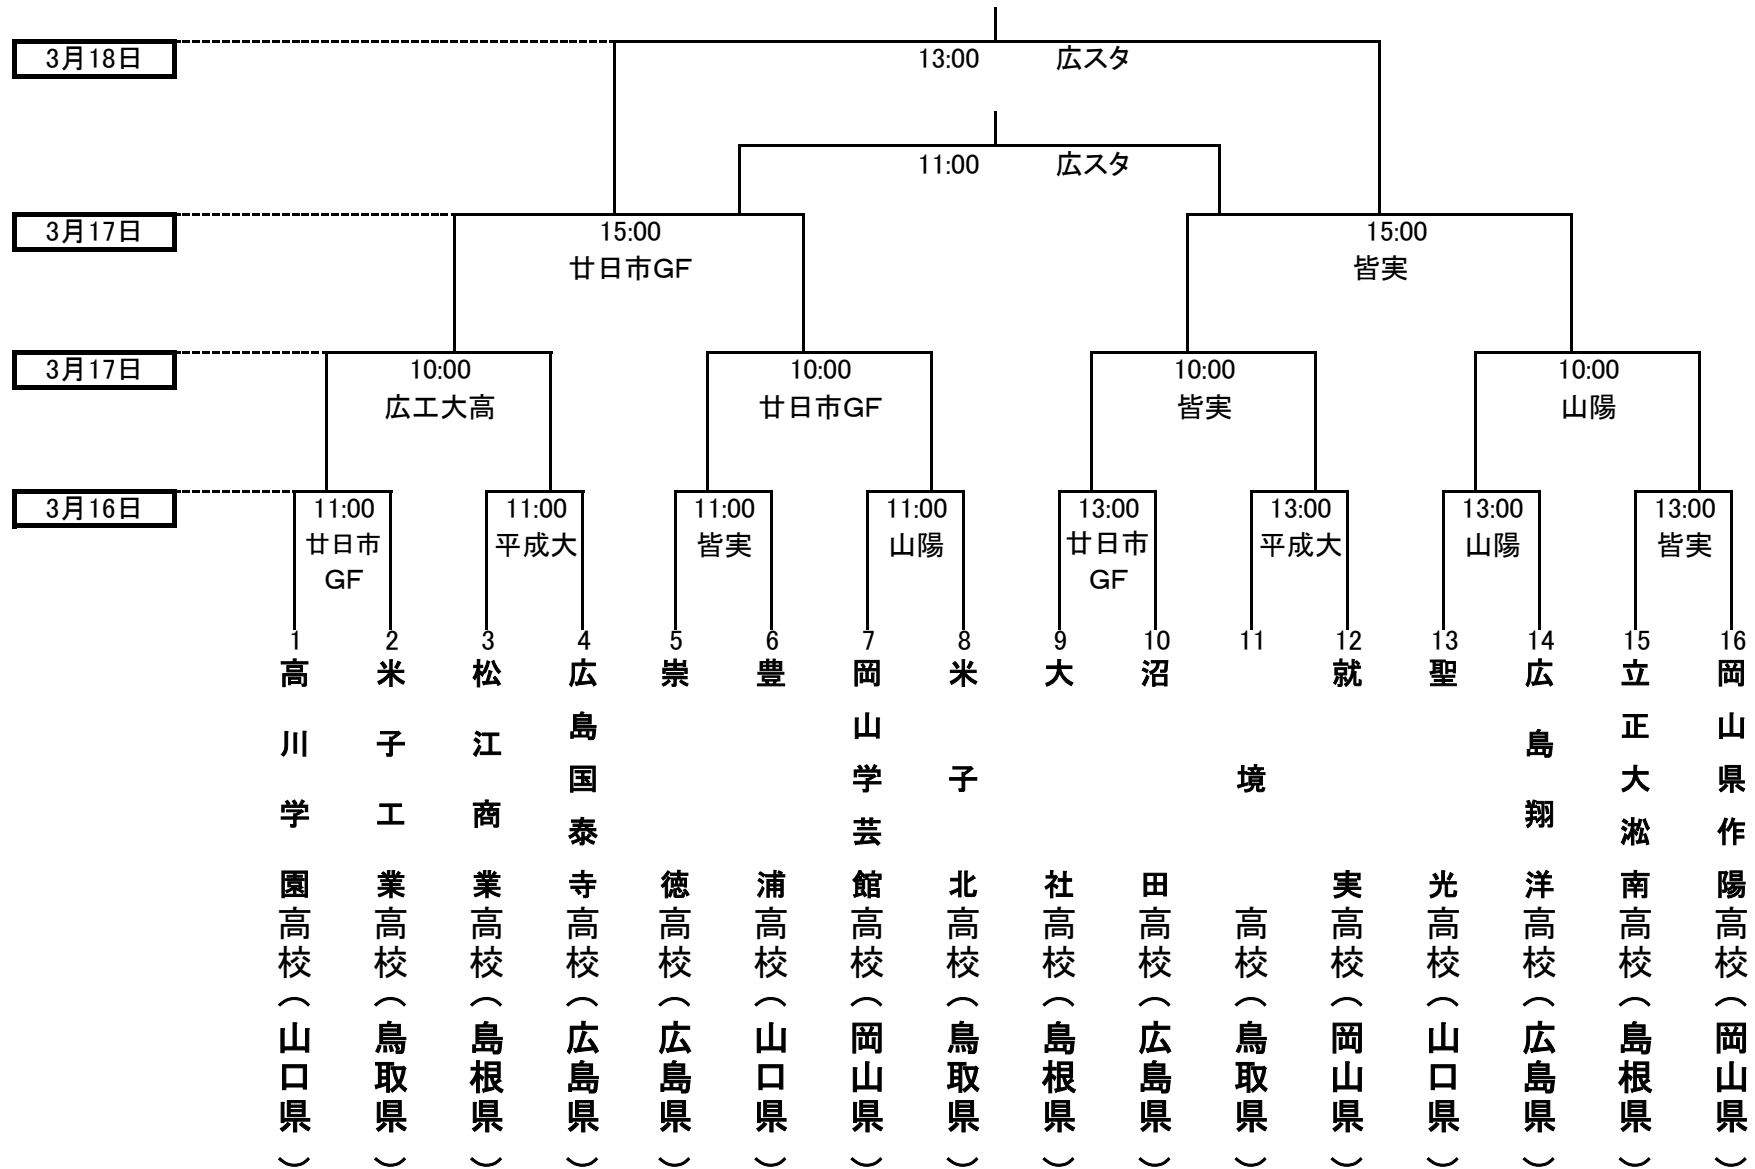 3月18日
13:00 広スタ
11:00 広スタ
3月17日
15:00 15:00
廿日市GF 皆実
3月17日
10:00 10:00 10:00 10:00
広工大高 廿日市GF 皆実 山陽
3月16日
11:00 11:00 11:00 11:00 13:00 13:00 13:00 13:00
廿日市GF 平成大 皆実 山陽 廿日市GF 平成大 山陽 皆実
1 高川学園高校(山口県)
2 米子工業高校(鳥取県)
3 松江商業高校(島根県)
4 広島国泰寺高校(広島県)
5 崇徳高校(広島県)
6 豊浦高校(山口県)
7 岡山学芸館高校(岡山県)
8 米子北高校(鳥取県)
9 大社高校(島根県)
10 沼田高校(広島県)
11 境高校(鳥取県)
12 就実高校(岡山県)
13 聖光高校(山口県)
14 広島翔洋高校(広島県)
15 立正大淞南高校(島根県)
16 岡山県作陽高校(岡山県)